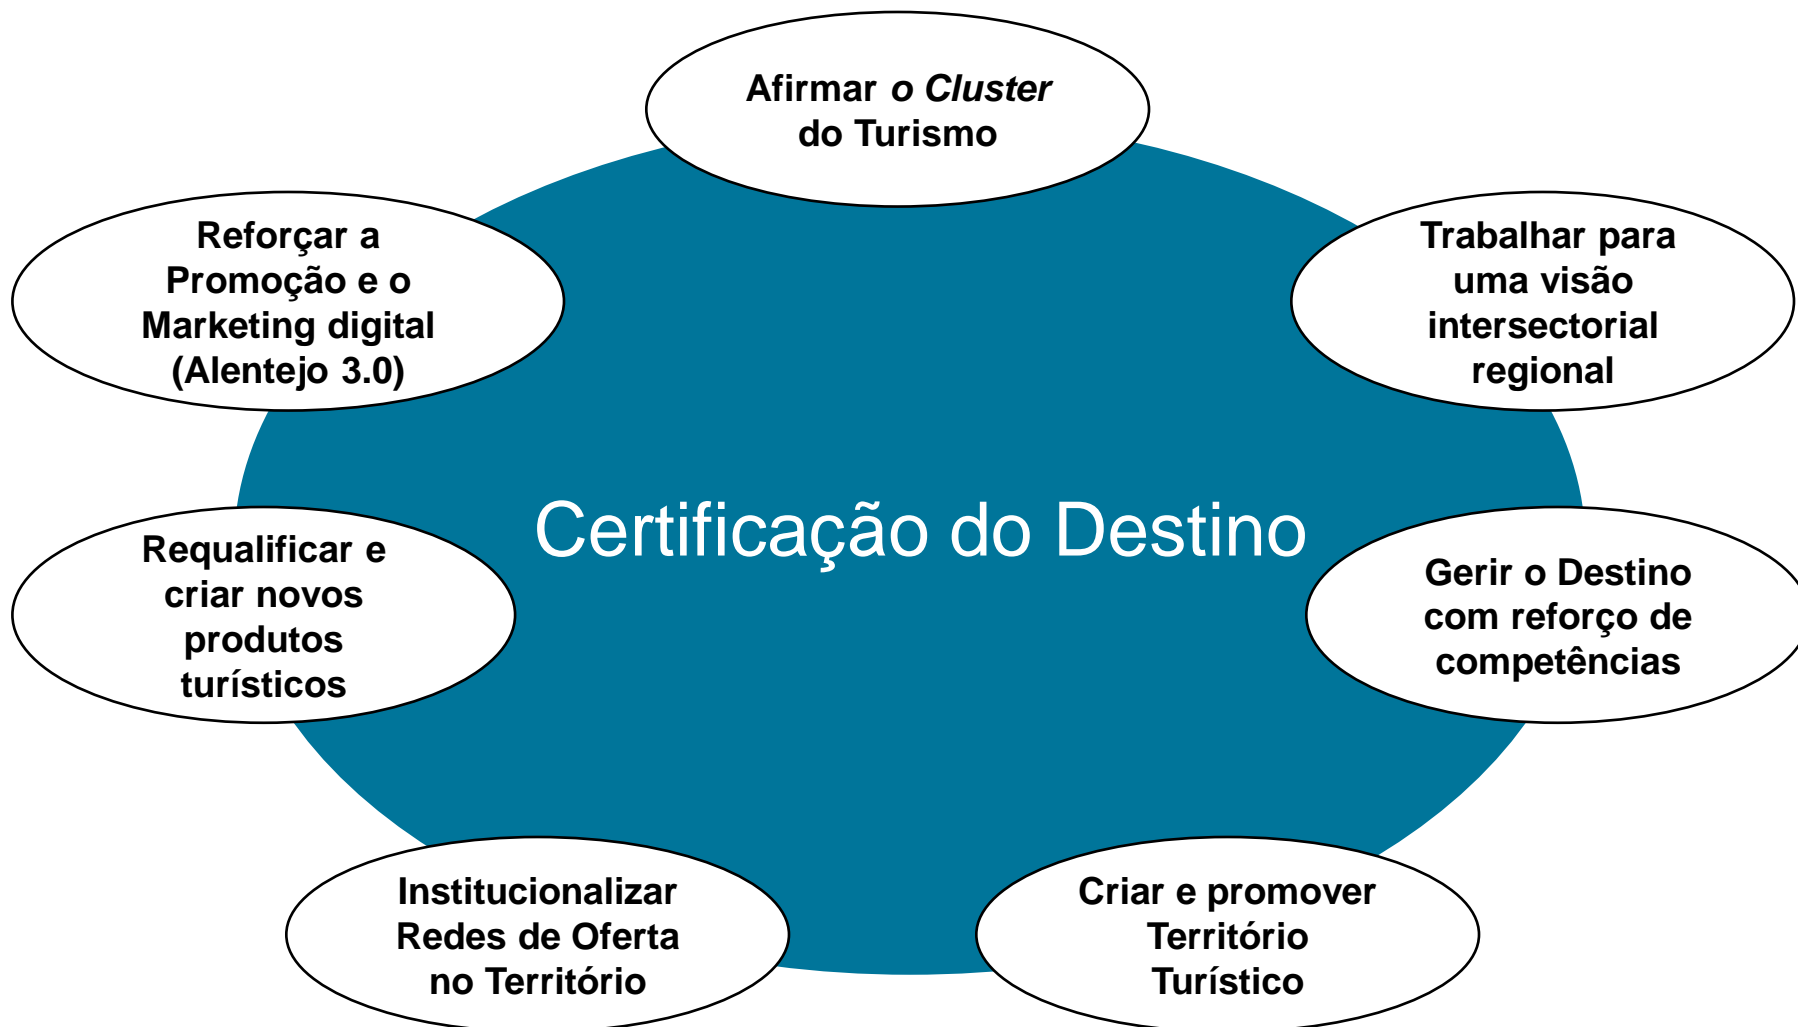 Afirmar o Cluster
do Turismo
Reforçar a
Promoção e o
Marketing digital
(Alentejo 3.0)
Trabalhar para
uma visão
intersectorial
regional
Certificação do Destino
Requalificar e
criar novos
produtos
turísticos
Gerir o Destino
com reforço de
competências
Institucionalizar
Redes de Oferta
no Território
Criar e promover
Território
Turístico